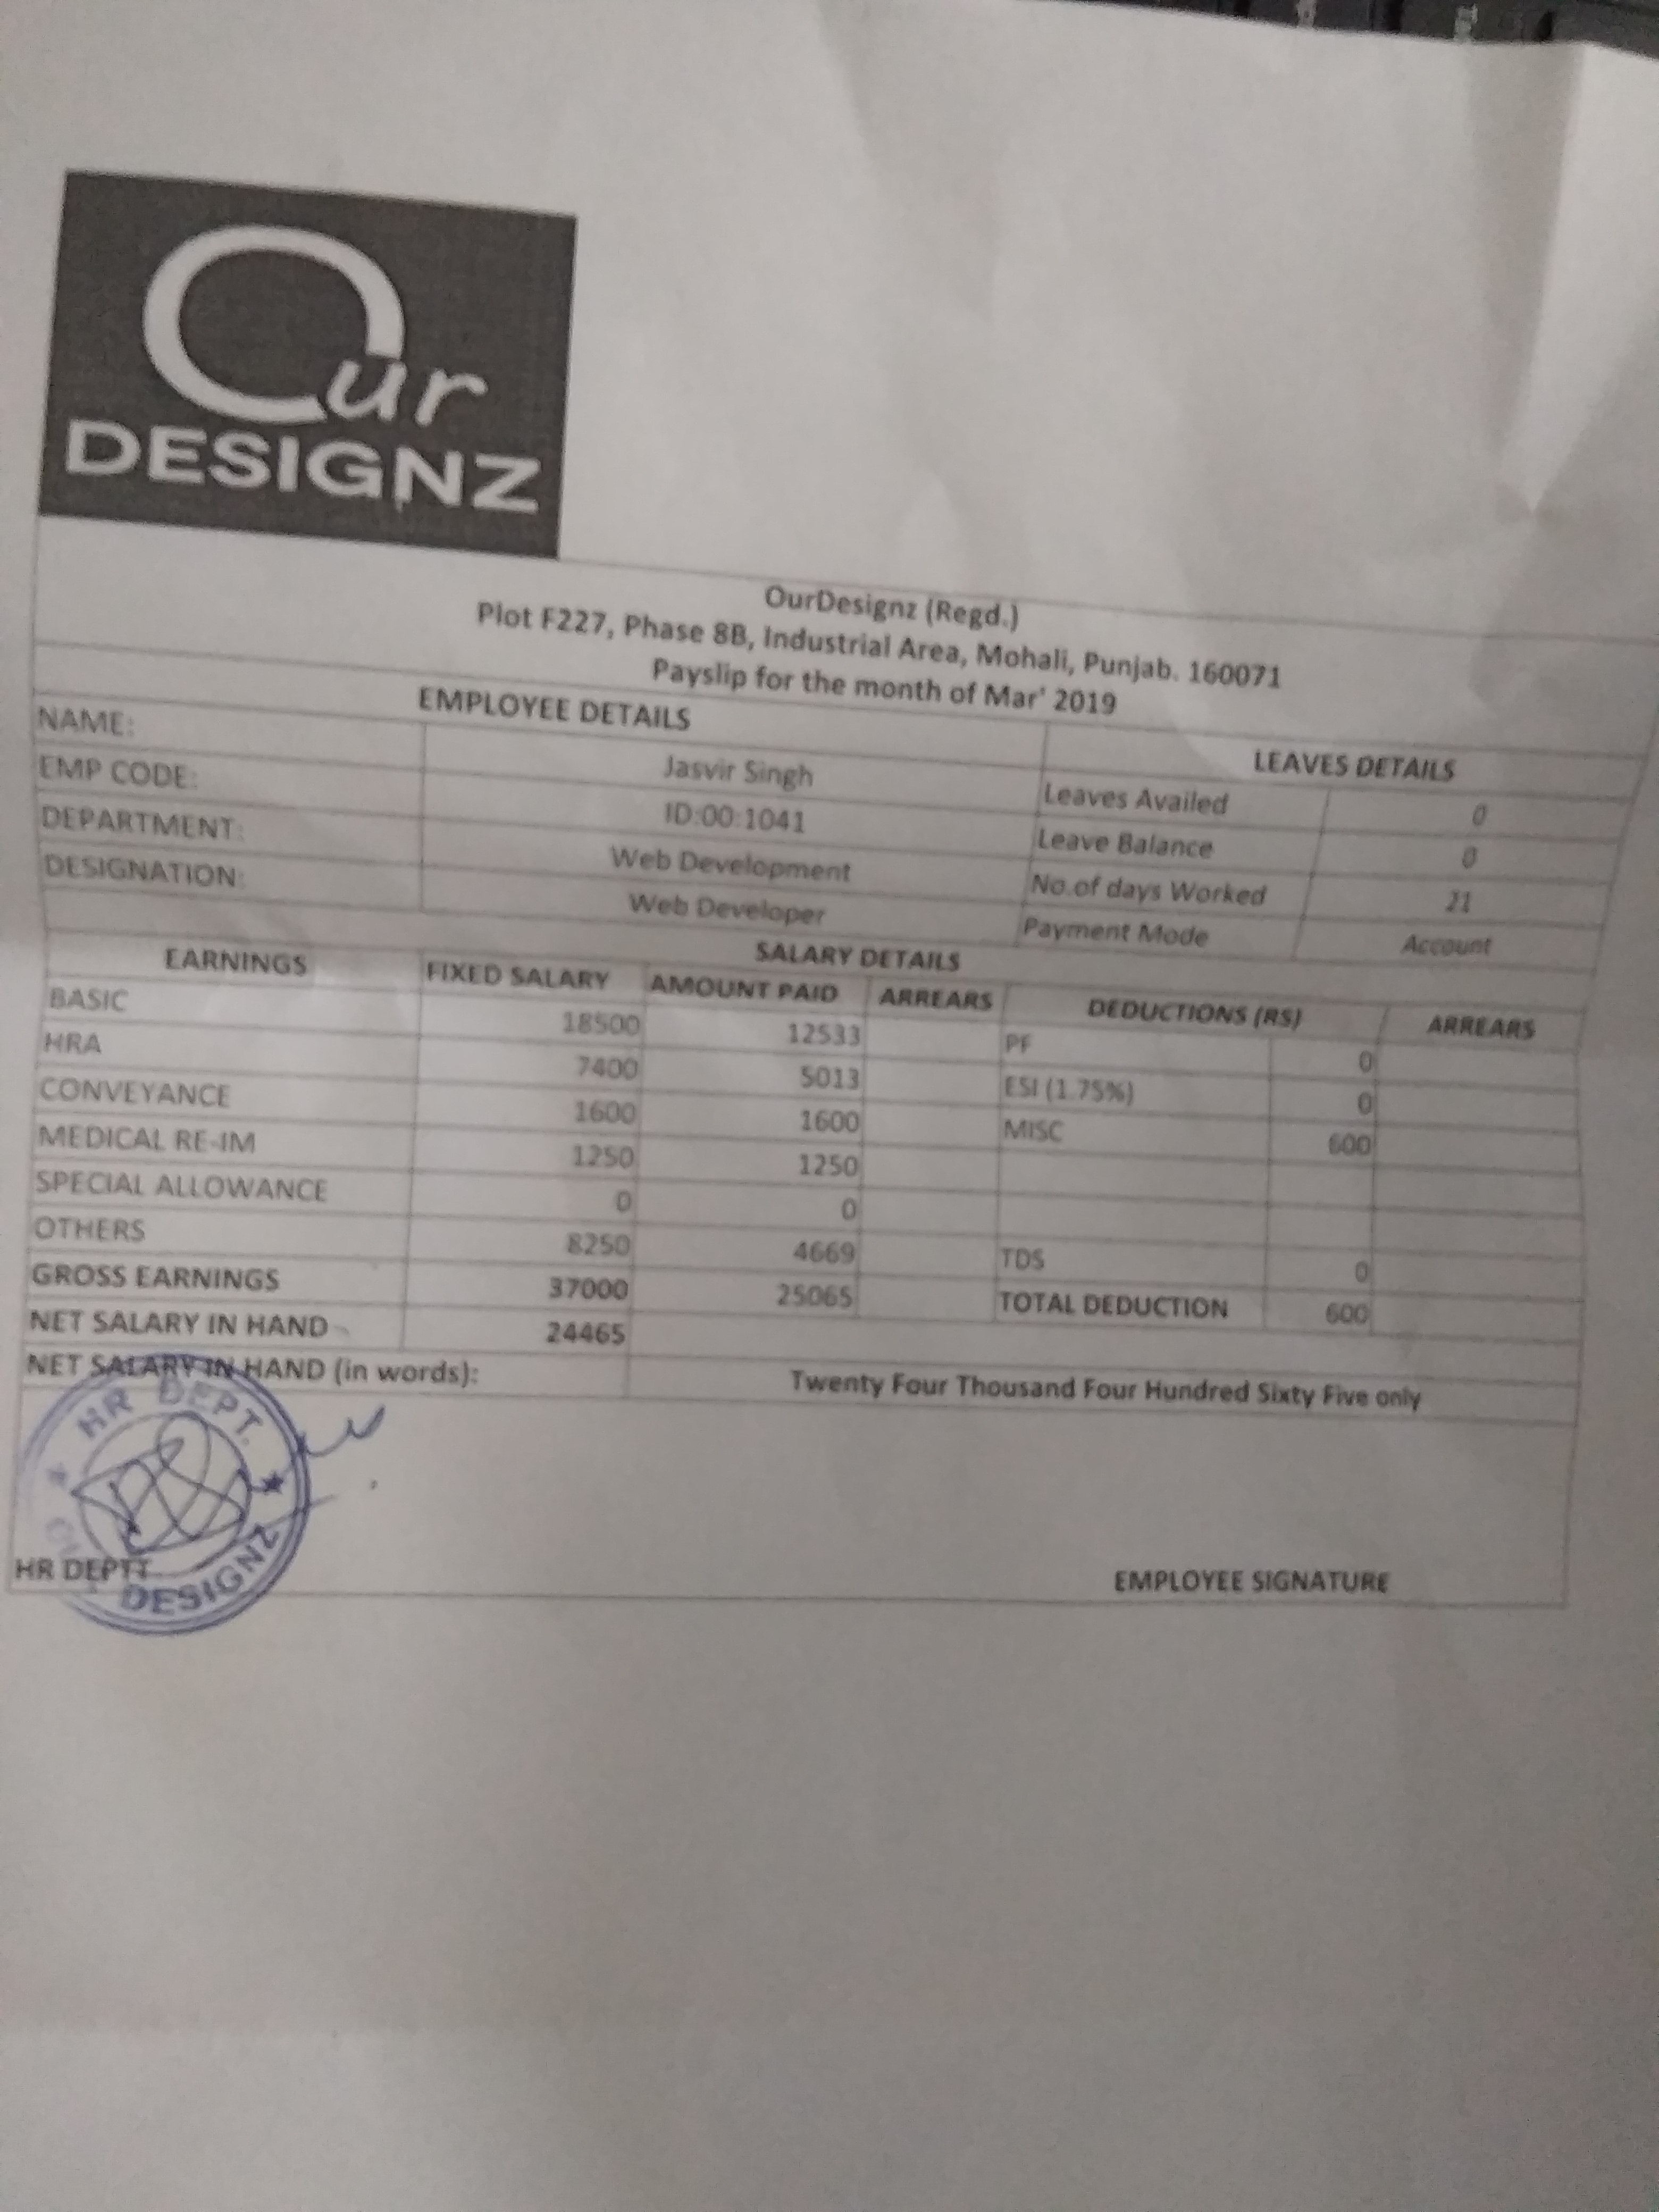 Our
DESIGNZ
OurDesignz (Regd.)
Plot F227, Phase 8B, Industrial Area, Mohali, Punjab. 160071
Payslip for the month of Mar' 2019
EMPLOYEE DETAILS LEAVES DETAILS
NAME: Jasvir Singh Leaves Availed 0
EMP CODE: ID:00:1041 Leave Balance 0
DEPARTMENT: Web Development No.of days Worked 21
DESIGNATION: Web Developer Payment Mode Account
SALARY DETAILS
EARNINGS FIXED SALARY AMOUNT PAID ARREARS DEDUCTIONS (RS) ARREARS
BASIC 18500 12533 PF 0
HRA 7400 5013 ESI (1.75%) 0
CONVEYANCE 1600 1600 MISC 600
MEDICAL RE-IM 1250 1250
SPECIAL ALLOWANCE 0 0
OTHERS 8250 4669 TDS 0
GROSS EARNINGS 37000 25065 TOTAL DEDUCTION 600
NET SALARY IN HAND 24465
NET SALARY IN HAND (in words): Twenty Four Thousand Four Hundred Sixty Five only
HR DEPT.
DESIGNZ
HR DEPTT EMPLOYEE SIGNATURE